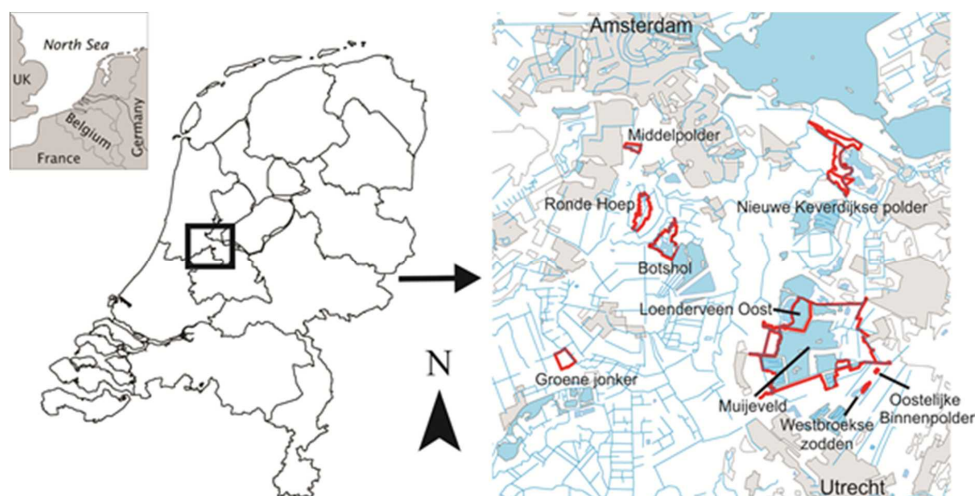 North Sea
UK
Belgium
Germany
France
N
Amsterdam
Middelpolder
Ronde Hoep
Nieuwe Keverdijkse polder
Botshol
Loenderveen Oost
Groene jonker
Muijeveld
Westbroekse
zodden
Oostelijke
Binnenpolder
Utrecht